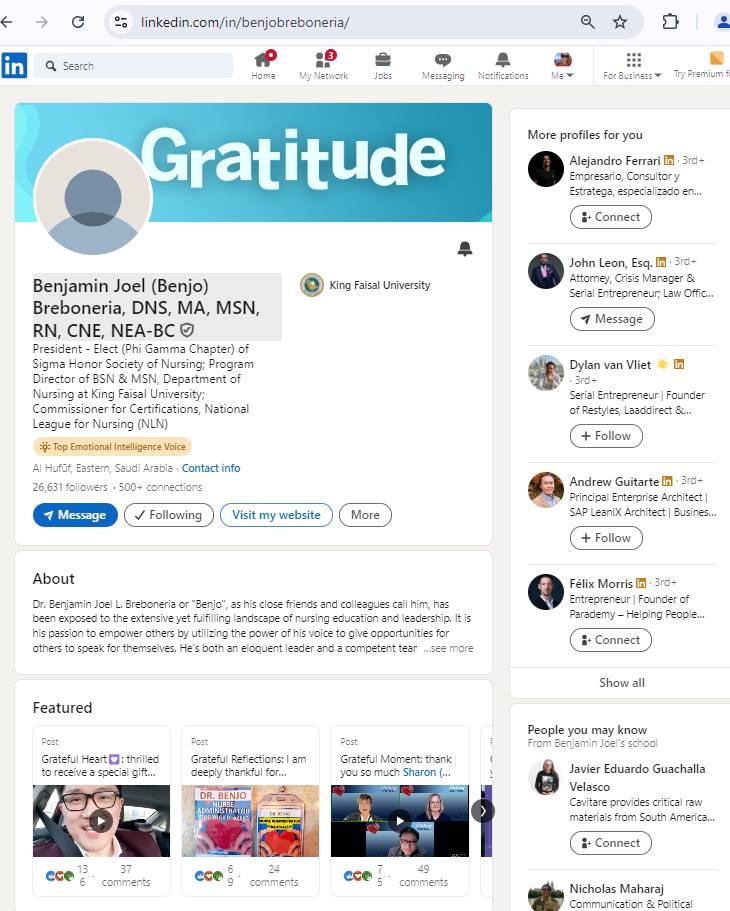 linkedin.com/in/benjobreboneria/
in
Search
3
Home
My Network
Jobs
Messaging
Notifications
Me
For Business
Try Premium f
Gratitude
Benjamin Joel (Benjo)
Breboneria, DNS, MA, MSN,
RN, CNE, NEA-BC
King Faisal University
President - Elect (Phi Gamma Chapter) of
Sigma Honor Society of Nursing; Program
Director of BSN & MSN, Department of
Nursing at King Faisal University;
Commissioner for Certifications, National
League for Nursing (NLN)
Top Emotional Intelligence Voice
Al Hufūf, Eastern, Saudi Arabia · Contact info
26,631 followers · 500+ connections
Message
Following
Visit my website
More
About
Dr. Benjamin Joel L. Breboneria or "Benjo", as his close friends and colleagues call him, has
been exposed to the extensive yet fulfilling landscape of nursing education and leadership. It is
his passion to empower others by utilizing the power of his voice to give opportunities for
others to speak for themselves. He's both an eloquent leader and a competent tear ...see more
Featured
Post
Grateful Heart💟: thrilled
to receive a special gift...
13
6
· 37
comments
Post
Grateful Reflections: I am
deeply thankful for...
DR. BENJO
NURSE
ADMINISTRATOR
6
9
· 24
comments
Post
Grateful Moment: thank
you so much Sharon (...
7
5
· 49
comments
More profiles for you
Alejandro Ferrari in · 3rd+
Empresario, Consultor y
Estratega, especializado en...
Connect
John Leon, Esq. in · 3rd+
Attorney, Crisis Manager &
Serial Entrepreneur; Law Offic...
Message
Dylan van Vliet ☀️ in
· 3rd+
Serial Entrepreneur | Founder
of Restyles, Laaddirect &...
Follow
Andrew Guitarte in · 3rd+
Principal Enterprise Architect |
SAP LeanIX Architect | Busines...
Follow
Félix Morris in · 3rd+
Entrepreneur | Founder of
Parademy – Helping People...
Connect
Show all
People you may know
From Benjamin Joel's school
Javier Eduardo Guachalla
Velasco
Cavitare provides critical raw
materials from South America...
Connect
Nicholas Maharaj
Communication & Political